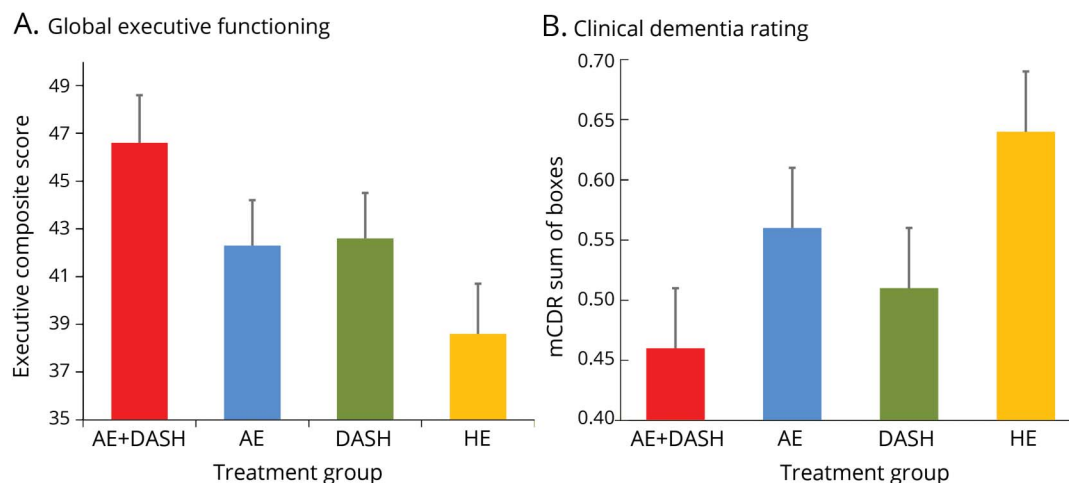 A. Global executive functioning
Executive composite score
49
47
45
43
41
39
37
35
AE+DASH AE DASH HE
Treatment group
B. Clinical dementia rating
mCDR sum of boxes
0.70
0.65
0.60
0.55
0.50
0.45
0.40
AE+DASH AE DASH HE
Treatment group